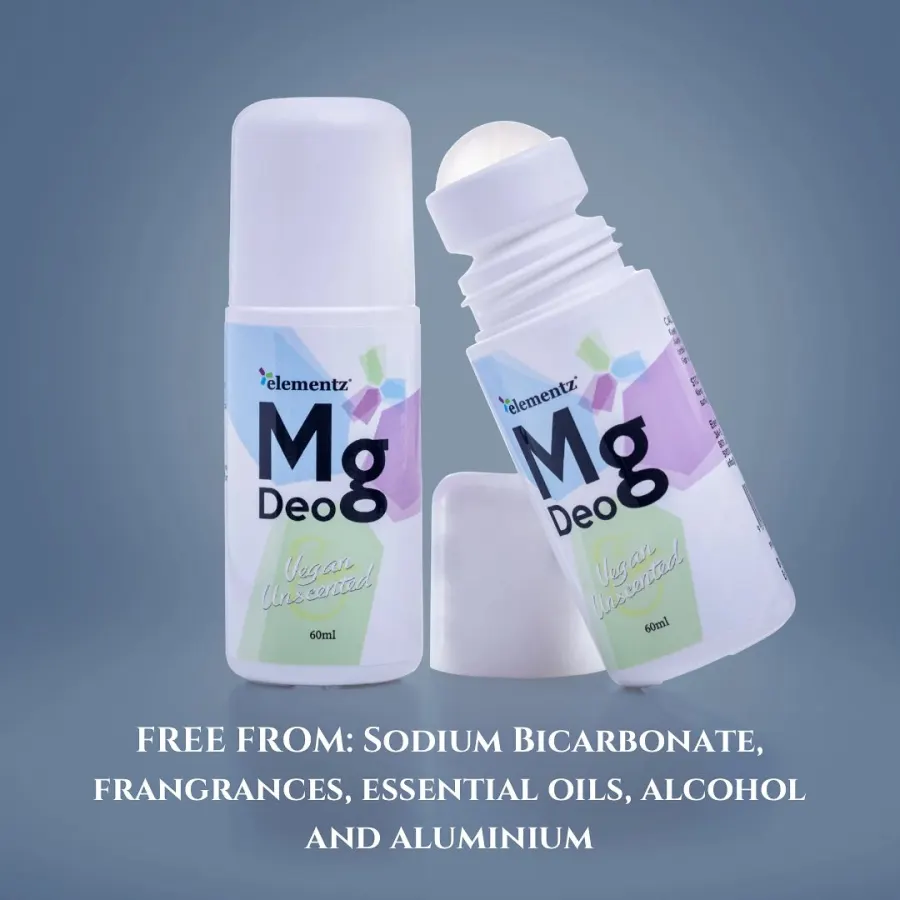 elementz
Mg
Deo
Vegan
Unscented
60ml
elementz
Mg
Deo
Vegan
Unscented
60ml
FREE FROM: SODIUM BICARBONATE,
FRANGRANCES, ESSENTIAL OILS, ALCOHOL
AND ALUMINIUM